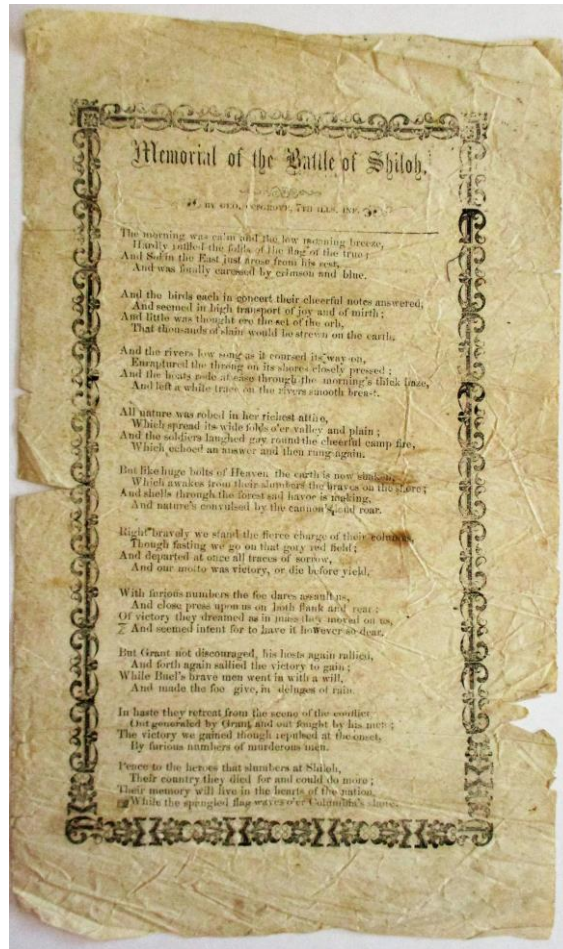 Memorial of the Battle of Shiloh.
BY GEO. 7TH ILLS. INF.
The morning was calm and the low morning breeze,
Hardly ruffled the folds of the flag of the true;
And Sol in the East just arose from his rest,
And was fondly caressed by crimson and blue.
And the birds each in concert their cheerful notes answered;
And seemed in high transport of joy and of mirth;
And little was thought ere the set of the orb,
That thousands of slain would be strewn on the earth.
And the rivers low song as it coursed its way on,
Enraptured the throng on its shores closely pressed;
And the boats rode at ease through the morning's thick haze,
And left a white trace on the rivers smooth breast.
All nature was robed in her richest attire,
Which spread its wide folds o'er valley and plain;
And the soldiers laughed gay round the cheerful camp fire,
Which echoed an answer and then rung again.
But like huge bolts of Heaven the earth is now shaken,
Which awakes from their slumbers the braves on the shore;
And shells through the forest sad havor is making,
And nature's convulsed by the cannon's loud roar.
Right bravely we stand the fierce charge of their columns,
Though fasting we go on that gory red field;
And departed at once all traces of sorrow,
And our motto was victory, or die before yield.
With furious numbers the foe dares assault us,
And close press upon us on both flank and rear;
Of victory they dreamed as in mass they moved on us,
And seemed intent for to have it however so dear.
But Grant not discouraged, his hosts again rallied,
And forth again sallied the victory to gain;
While Buel's brave men went in with a will,
And made the foe give, in deluges of rain.
In haste they retreat from the scene of the conflict,
Out generaled by Grant and out fought by his men;
The victory we gained though repulsed at the onset,
By furious numbers of murderous men.
Peace to the heroes that slumbers at Shiloh,
Their country they died for and could do more;
Their memory will live in the hearts of the nation,
While the spangled flag waves o'er Columbia's shore.